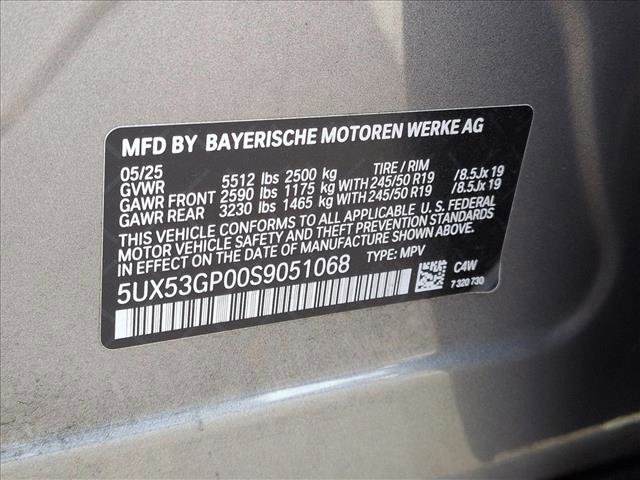 MFD BY BAYERISCHE MOTOREN WERKE AG
05/25 TIRE / RIM
GVWR 5512 lbs 2500 kg
GAWR FRONT 2590 lbs 1175 kg WITH 245/50 R19 /8.5Jx 19
GAWR REAR 3230 lbs 1465 kg WITH 245/50 R19 /8.5Jx 19
THIS VEHICLE CONFORMS TO ALL APPLICABLE U. S. FEDERAL
MOTOR VEHICLE SAFETY AND THEFT PREVENTION STANDARDS
IN EFFECT ON THE DATE OF MANUFACTURE SHOWN ABOVE.
5UX53GP00S9051068 TYPE: MPV
C4W
7 320 730